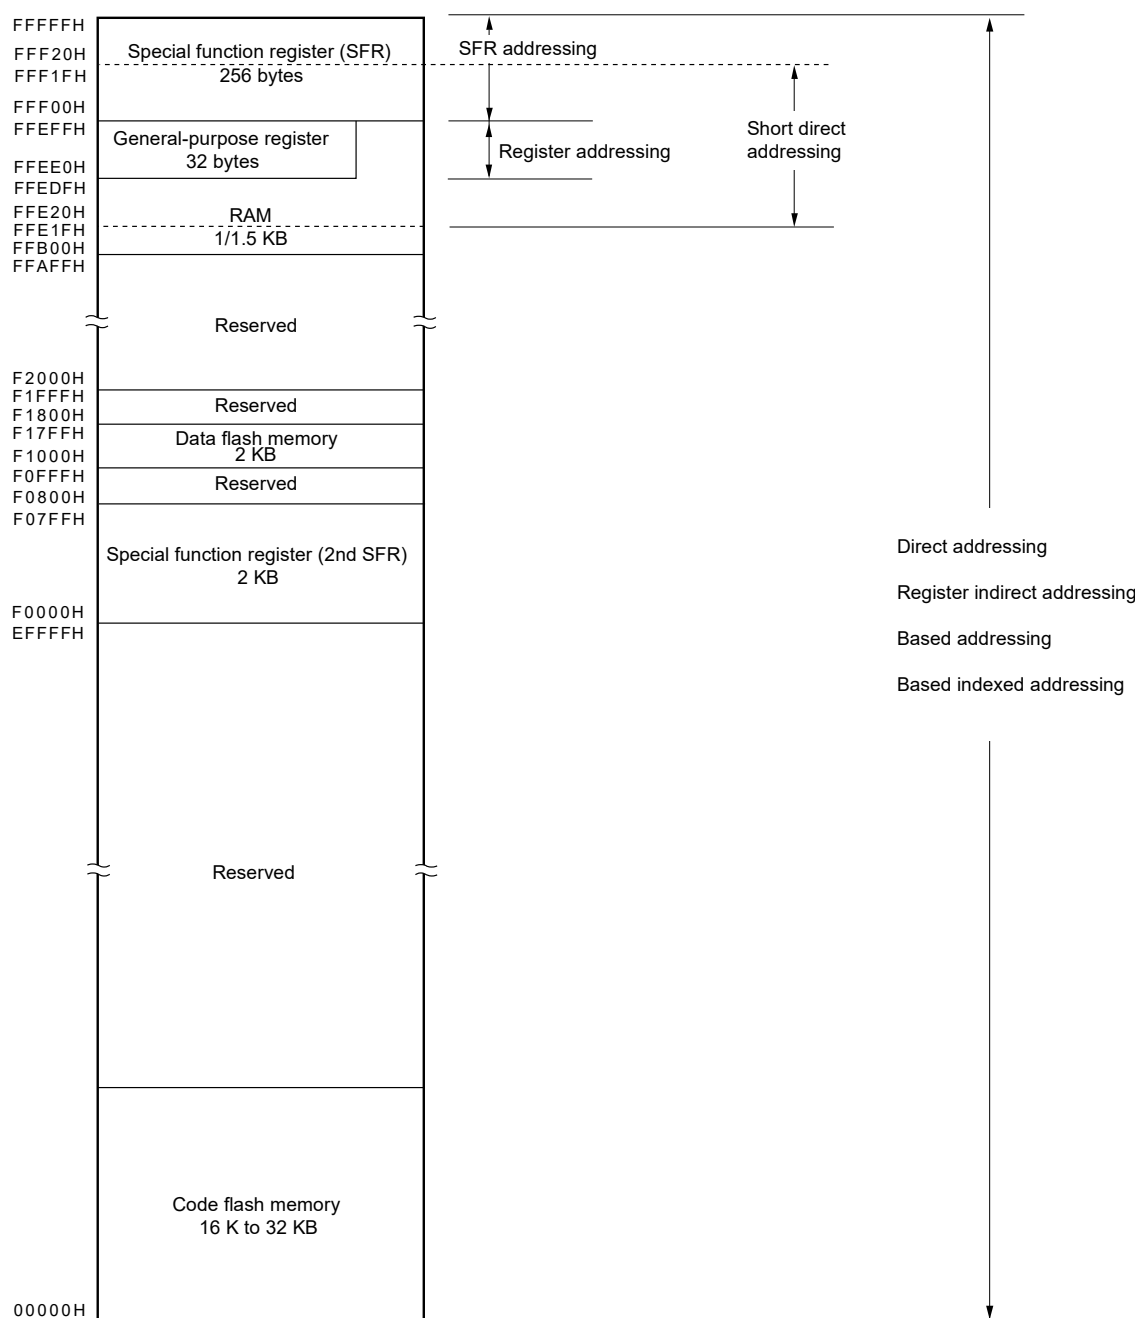 FFFFFH
SFR addressing
FFF20H
Special function register (SFR)
256 bytes
FFF1FH
FFF00H
FFEFFH
General-purpose register
32 bytes
Register addressing
Short direct
addressing
FFEE0H
FFEDFH
FFE20H
RAM
1/1.5 KB
FFE1FH
FFB00H
FFAFFH
Reserved
F2000H
F1FFFH
Reserved
F1800H
F17FFH
Data flash memory
2 KB
F1000H
F0FFFH
Reserved
F0800H
F07FFH
Special function register (2nd SFR)
2 KB
Direct addressing
Register indirect addressing
Based addressing
Based indexed addressing
F0000H
EFFFFH
Reserved
Code flash memory
16 K to 32 KB
00000H